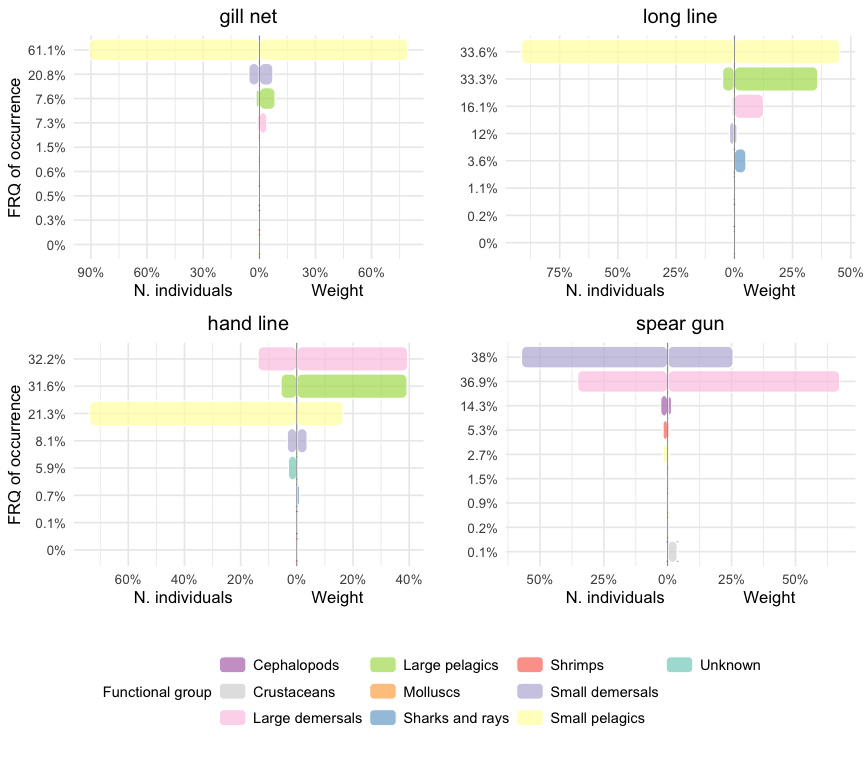 gill net
long line
FRQ of occurrence
61.1%
20.8%
7.6%
7.3%
1.5%
0.6%
0.5%
0.3%
0%
90% 60% 30% 0% 30% 60%
N. individuals Weight
33.6%
33.3%
16.1%
12%
3.6%
1.1%
0.2%
0%
75% 50% 25% 0% 25% 50%
N. individuals Weight
hand line
spear gun
FRQ of occurrence
32.2%
31.6%
21.3%
8.1%
5.9%
0.7%
0.1%
0%
60% 40% 20% 0% 20% 40%
N. individuals Weight
38%
36.9%
14.3%
5.3%
2.7%
1.5%
0.9%
0.2%
0.1%
50% 25% 0% 25% 50%
N. individuals Weight
Functional group
Cephalopods Large pelagics Shrimps Unknown
Crustaceans Molluscs Small demersals
Large demersals Sharks and rays Small pelagics